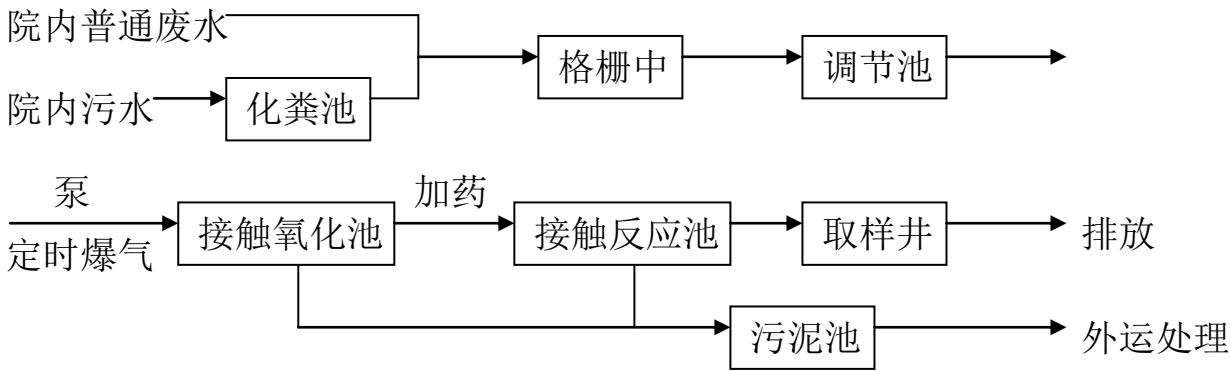 院内普通废水
格栅中
调节池
院内污水
化粪池
泵
加药
定时爆气
接触氧化池
接触反应池
取样井
排放
污泥池
外运处理